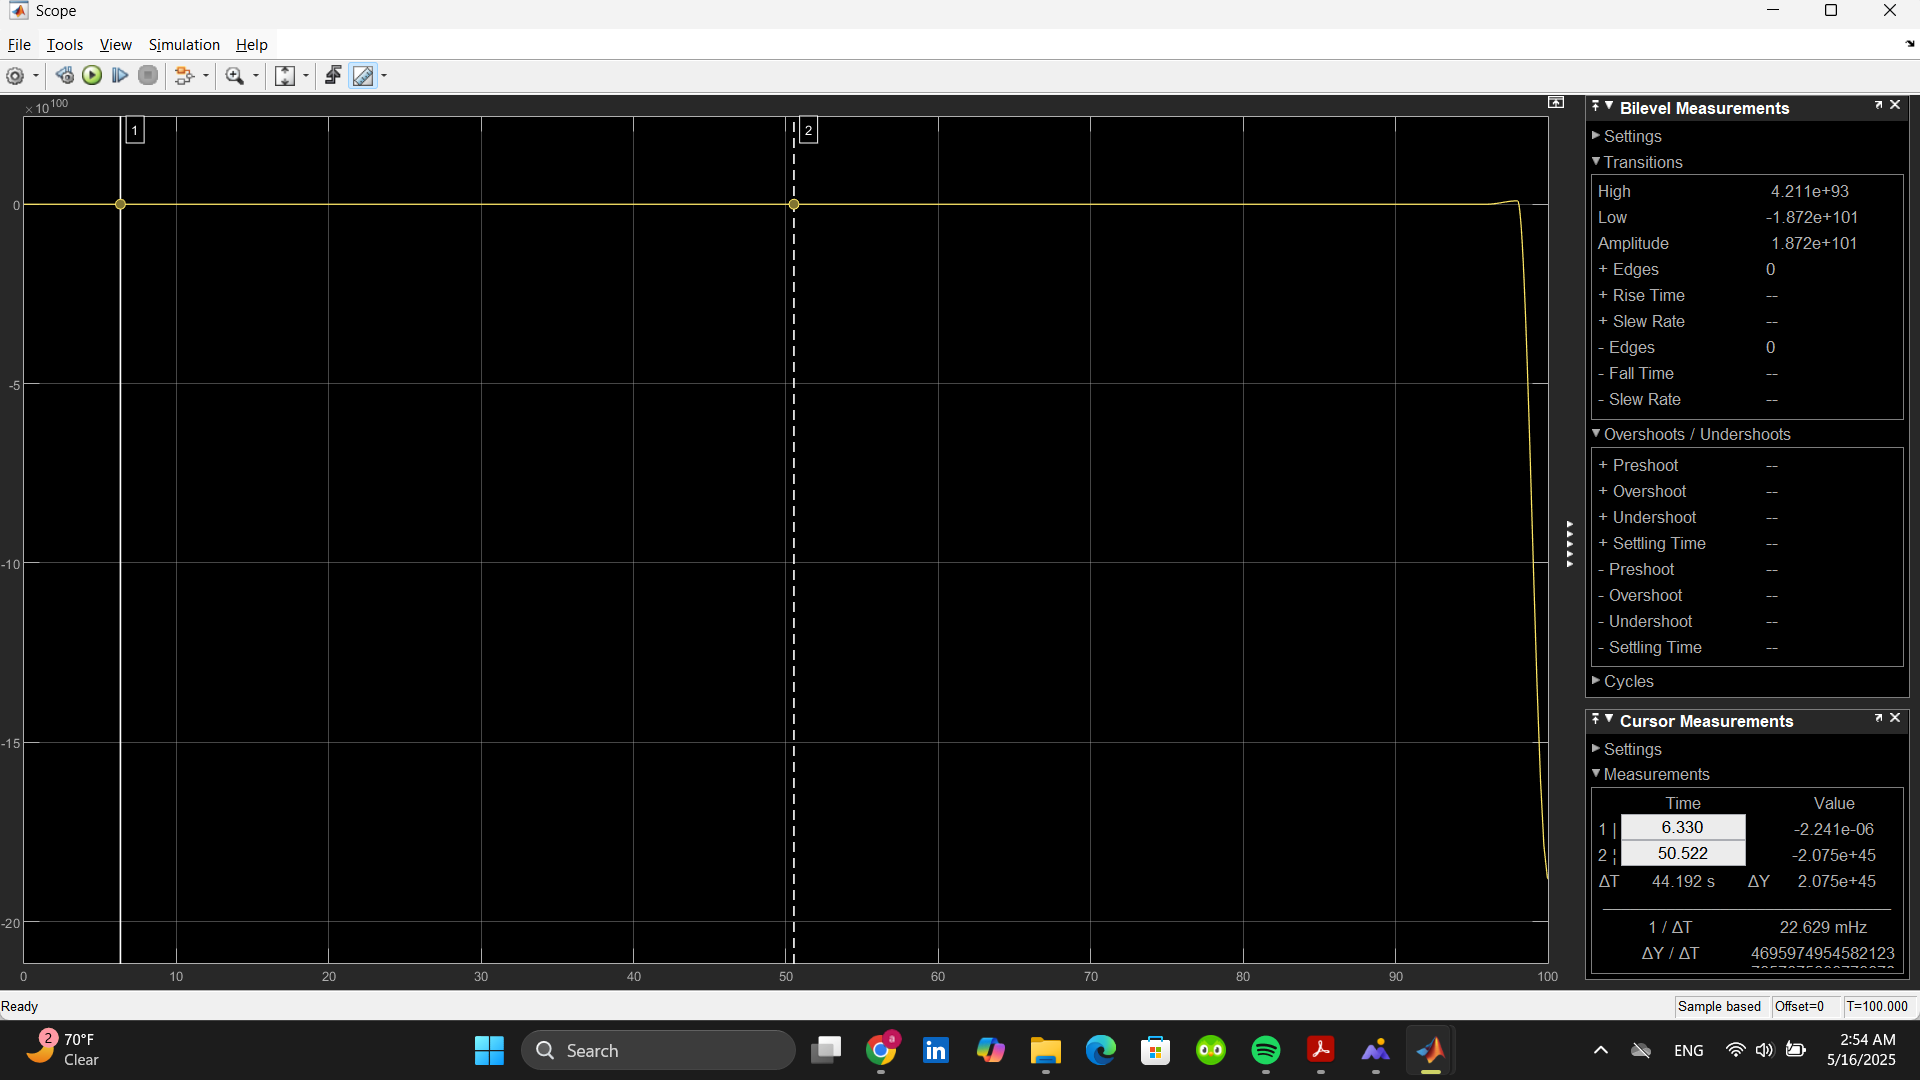 Scope
File Tools View Simulation Help
×10^100
1
2
0
-5
-10
-15
-20
0 10 20 30 40 50 60 70 80 90 100
Bilevel Measurements
Settings
Transitions
High 4.211e+93
Low -1.872e+101
Amplitude 1.872e+101
+ Edges 0
+ Rise Time --
+ Slew Rate --
- Edges 0
- Fall Time --
- Slew Rate --
Overshoots / Undershoots
+ Preshoot --
+ Overshoot --
+ Undershoot --
+ Settling Time --
- Preshoot --
- Overshoot --
- Undershoot --
- Settling Time --
Cycles
Cursor Measurements
Settings
Measurements
Time Value
1 | 6.330 -2.241e-06
2 ¦ 50.522 -2.075e+45
ΔT 44.192 s ΔY 2.075e+45
1 / ΔT 22.629 mHz
ΔY / ΔT 4695974954582123
Ready
Sample based Offset=0 T=100.000
2
70°F
Clear
Search
a
in
ENG
2:54 AM
5/16/2025